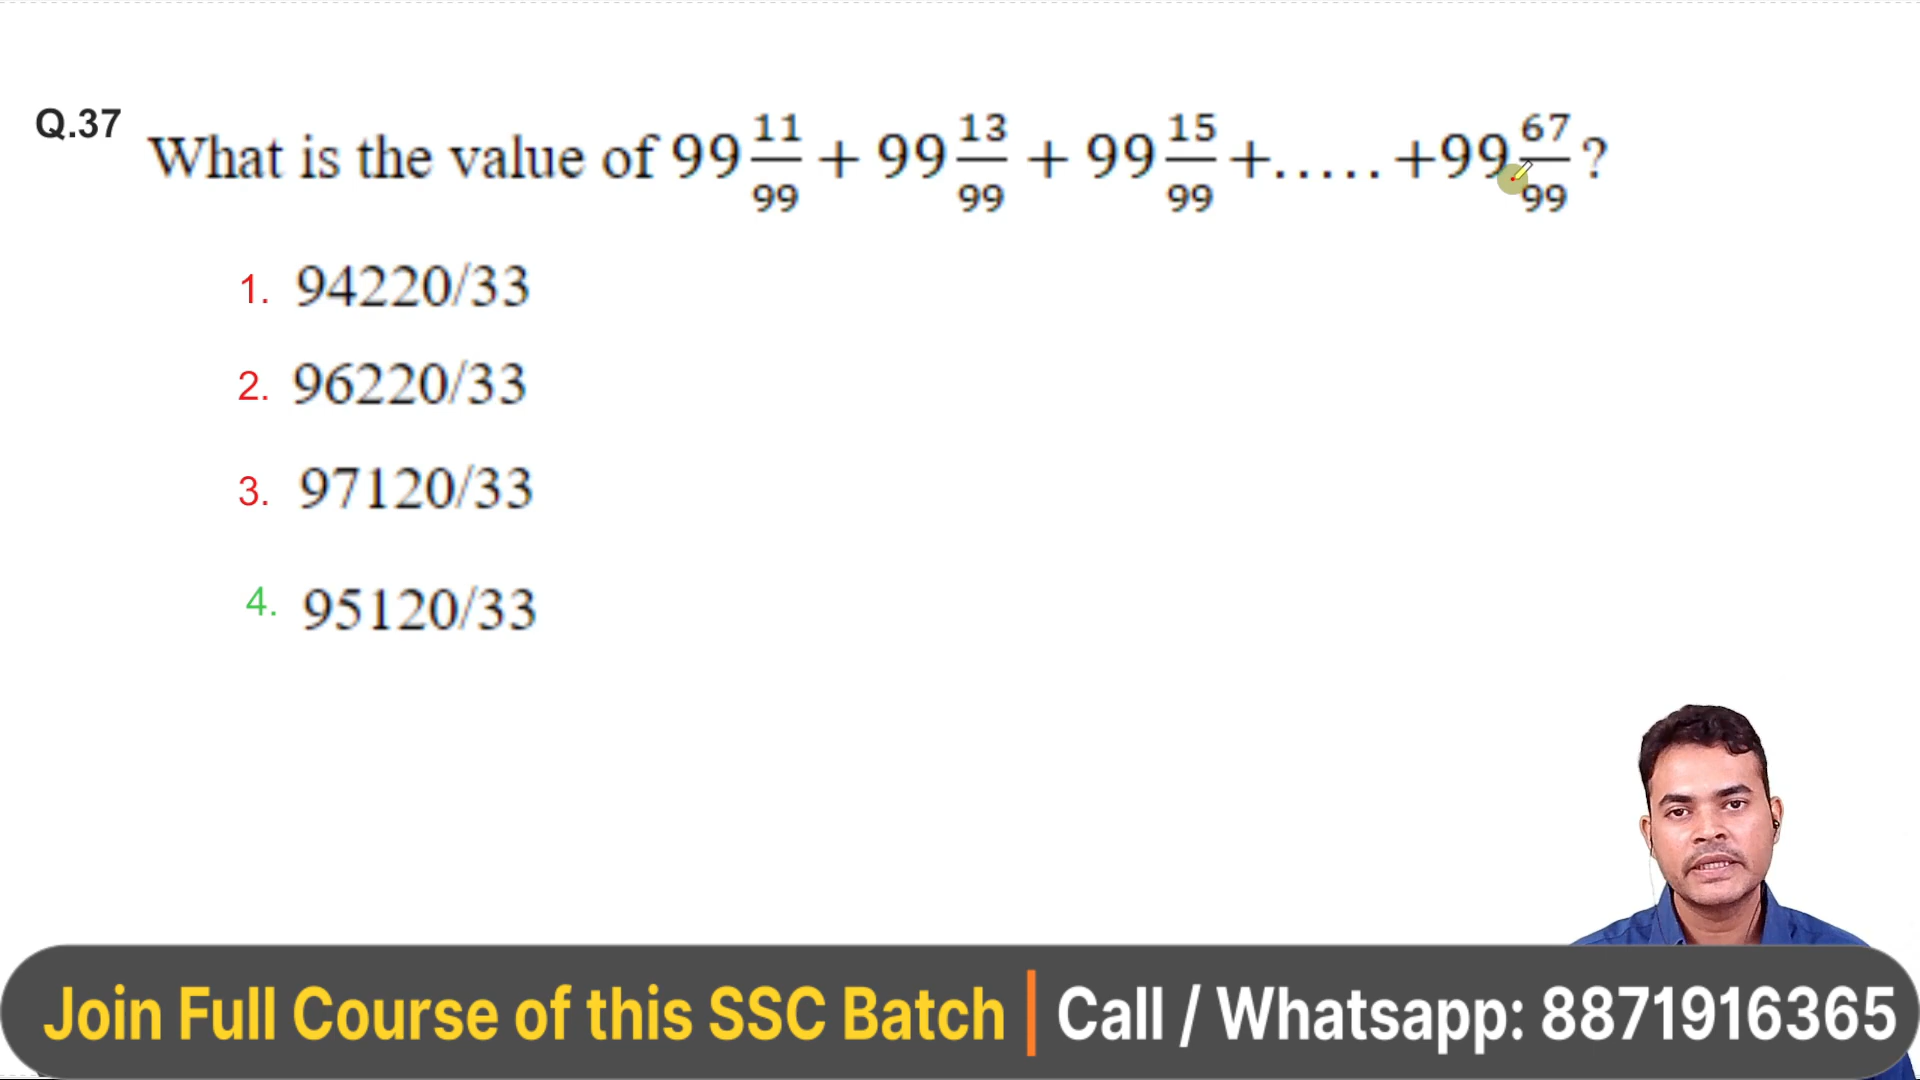 Q.37 What is the value of 99 11/99 + 99 13/99 + 99 15/99 +.....+99 67/99 ?
1. 94220/33
2. 96220/33
3. 97120/33
4. 95120/33
Join Full Course of this SSC Batch | Call / Whatsapp: 8871916365